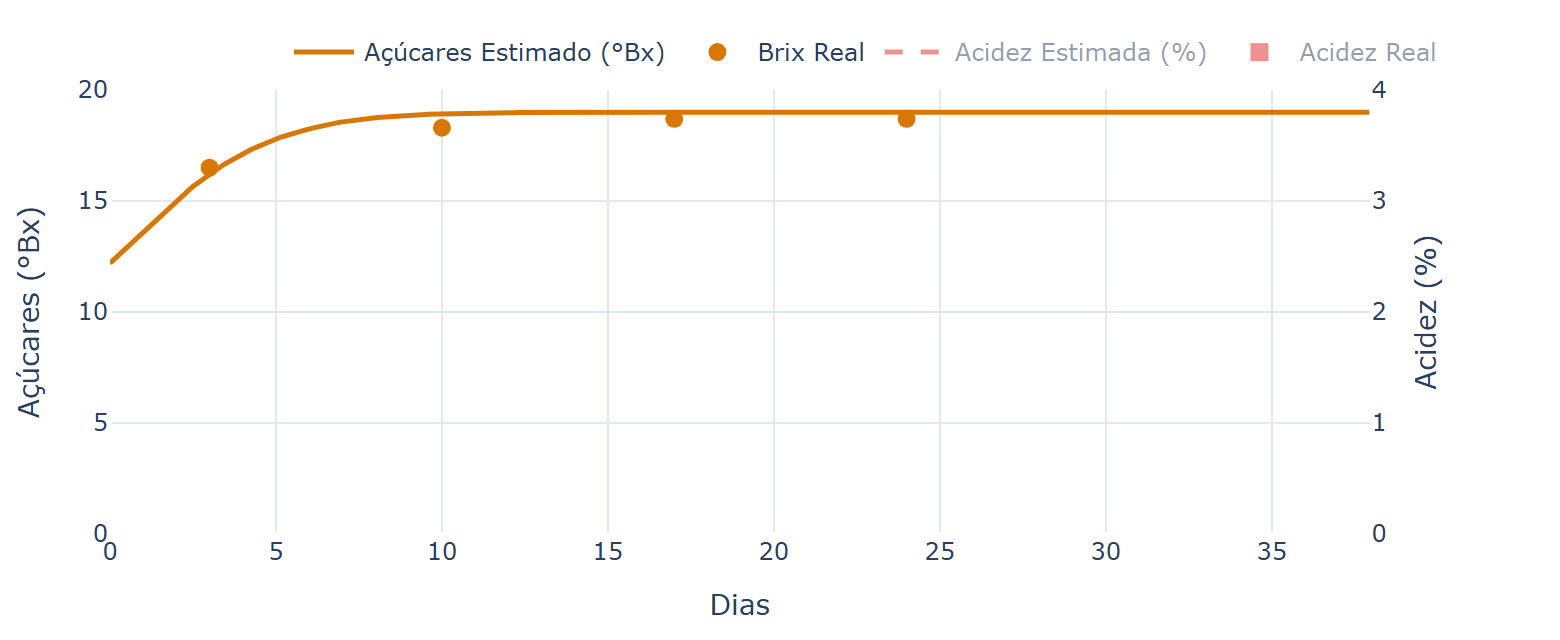 Açúcares Estimado (°Bx) Brix Real Acidez Estimada (%) Acidez Real
20 4
15 3
10 2
5 1
0 0
Açúcares (°Bx)
Acidez (%)
0 5 10 15 20 25 30 35
Dias